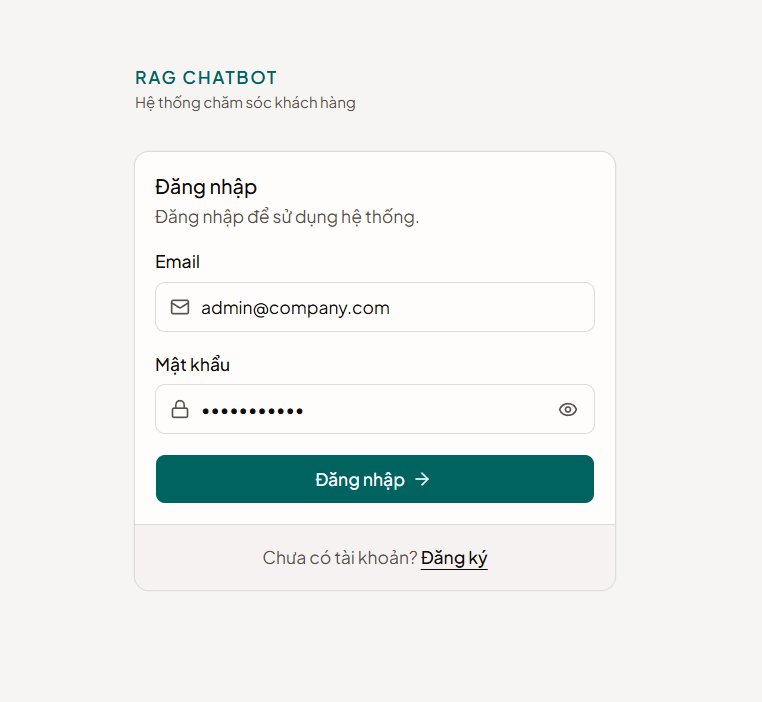 RAG CHATBOT
Hệ thống chăm sóc khách hàng
Đăng nhập
Đăng nhập để sử dụng hệ thống.
Email
admin@company.com
Mật khẩu
•••••••••••
Đăng nhập →
Chưa có tài khoản? Đăng ký